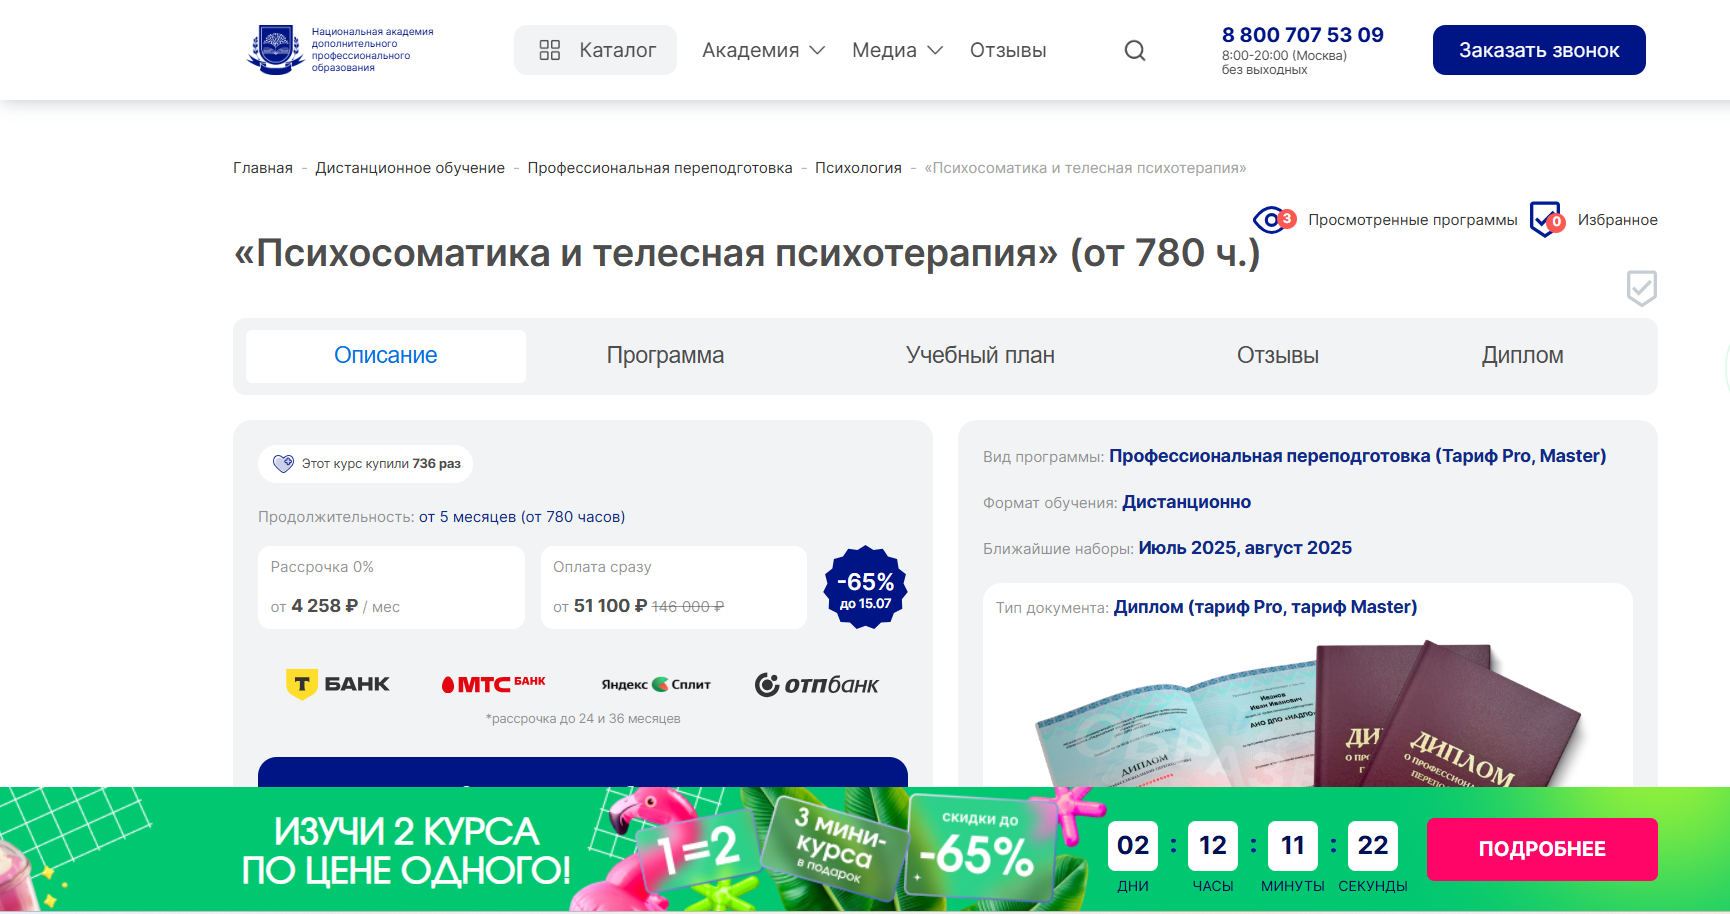 Национальная академия
дополнительного
профессионального
образования
Каталог
Академия
Медиа
Отзывы
8 800 707 53 09
8:00-20:00 (Москва)
без выходных
Заказать звонок
Главная - Дистанционное обучение - Профессиональная переподготовка - Психология - «Психосоматика и телесная психотерапия»
3 Просмотренные программы
0 Избранное
«Психосоматика и телесная психотерапия» (от 780 ч.)
Описание
Программа
Учебный план
Отзывы
Диплом
Этот курс купили 736 раз
Продолжительность: от 5 месяцев (от 780 часов)
Рассрочка 0%
от 4 258 ₽ / мес
Оплата сразу
от 51 100 ₽ 146 000 ₽
-65%
до 15.07
Т БАНК
МТС БАНК
Яндекс Сплит
ОТПбанк
*рассрочка до 24 и 36 месяцев
Вид программы: Профессиональная переподготовка (Тариф Pro, Master)
Формат обучения: Дистанционно
Ближайшие наборы: Июль 2025, август 2025
Тип документа: Диплом (тариф Pro, тариф Master)
Иванов
Иван Иванович
АНО ДПО «НАДПО»
ДИПЛОМ
ДИПЛОМ
ИЗУЧИ 2 КУРСА
ПО ЦЕНЕ ОДНОГО!
1=2
3 мини-
курса
в подарок
скидки до
-65%
02 : 12 : 11 : 22
ДНИ ЧАСЫ МИНУТЫ СЕКУНДЫ
ПОДРОБНЕЕ